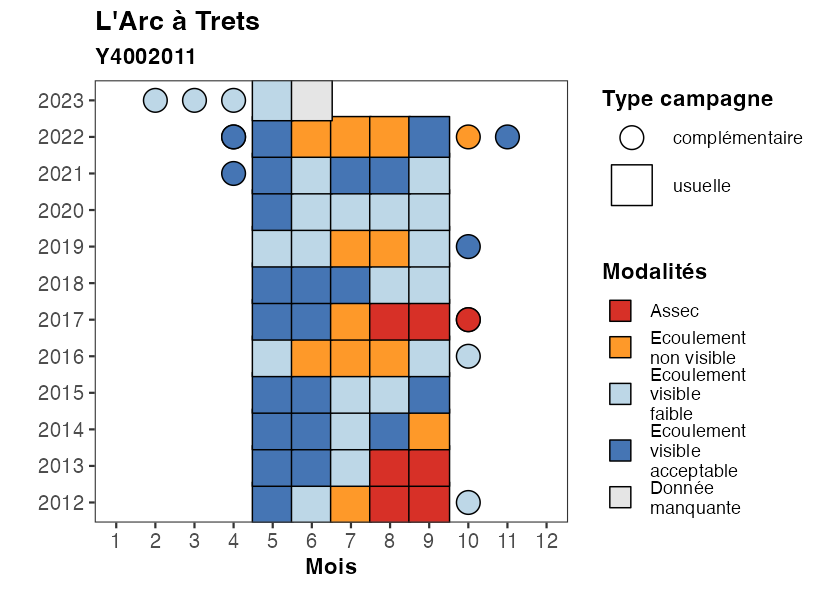 L'Arc à Trets
Y4002011
2023
2022
2021
2020
2019
2018
2017
2016
2015
2014
2013
2012
1 2 3 4 5 6 7 8 9 10 11 12
Mois
Type campagne
complémentaire
usuelle
Modalités
Assec
Ecoulement
non visible
Ecoulement
visible
faible
Ecoulement
visible
acceptable
Donnée
manquante